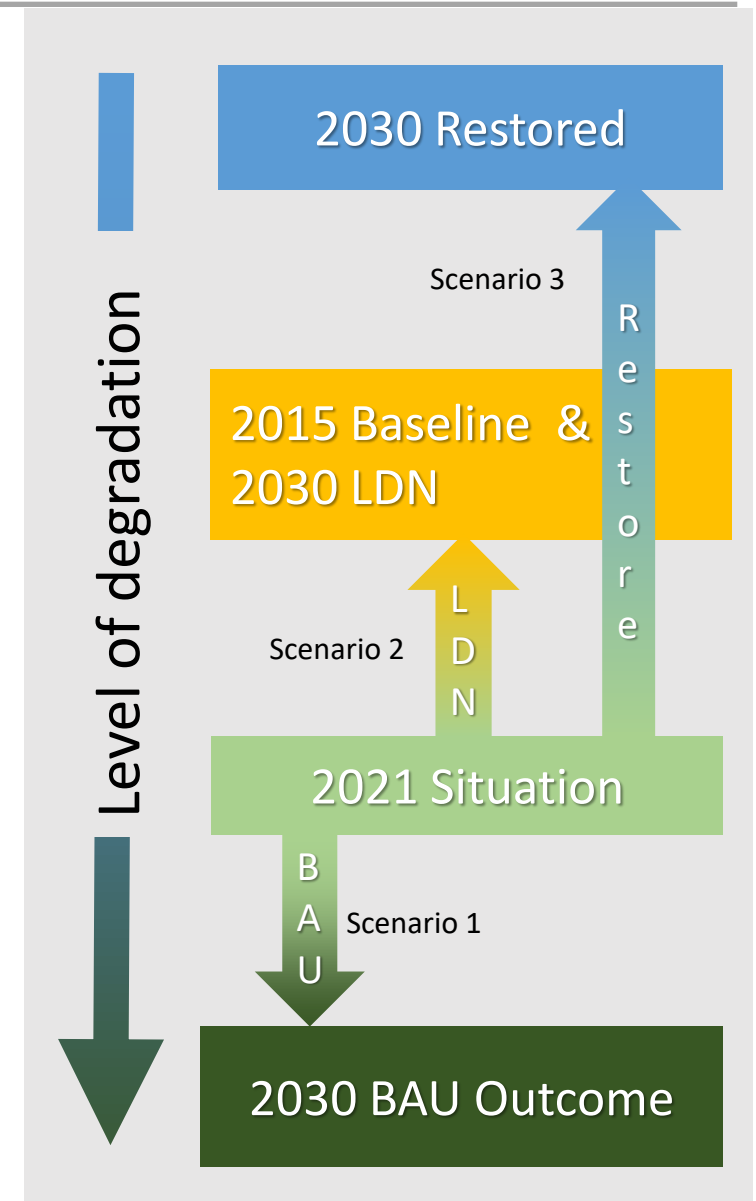 2030 Restored
Scenario 3
Restore
Level of degradation
2015 Baseline &
2030 LDN
LDN
Scenario 2
2021 Situation
BAU
Scenario 1
2030 BAU Outcome